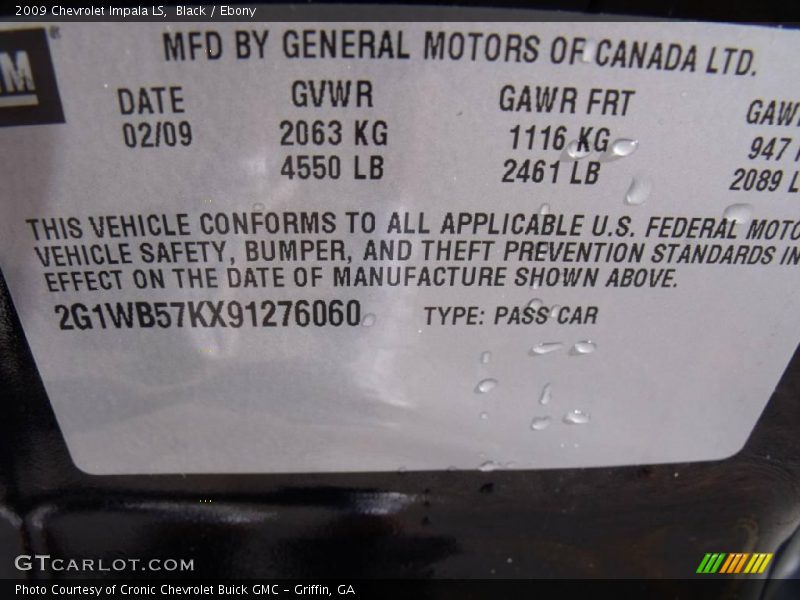 2009 Chevrolet Impala LS, Black / Ebony
MFD BY GENERAL MOTORS OF CANADA LTD.
DATE GVWR GAWR FRT
02/09 2063 KG 1116 KG 947
4550 LB 2461 LB 2089
THIS VEHICLE CONFORMS TO ALL APPLICABLE U.S. FEDERAL
VEHICLE SAFETY, BUMPER, AND THEFT PREVENTION STANDARDS IN
EFFECT ON THE DATE OF MANUFACTURE SHOWN ABOVE.
2G1WB57KX91276060 TYPE: PASS CAR
GTCARLOT.COM
Photo Courtesy of Cronic Chevrolet Buick GMC - Griffin, GA